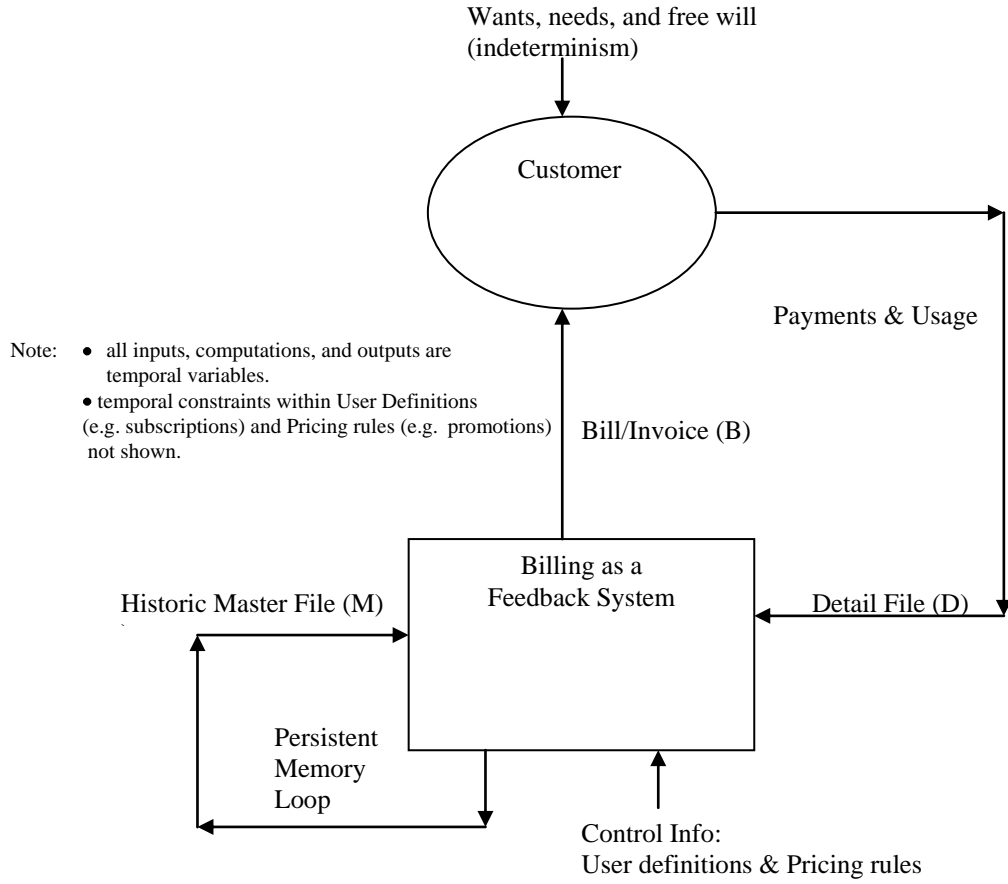 Wants, needs, and free will
(indeterminism)
Customer
Payments & Usage
Note: • all inputs, computations, and outputs are
temporal variables.
• temporal constraints within User Definitions
(e.g. subscriptions) and Pricing rules (e.g. promotions)
not shown.
Bill/Invoice (B)
Billing as a
Feedback System
Historic Master File (M)
Detail File (D)
Persistent
Memory
Loop
Control Info:
User definitions & Pricing rules